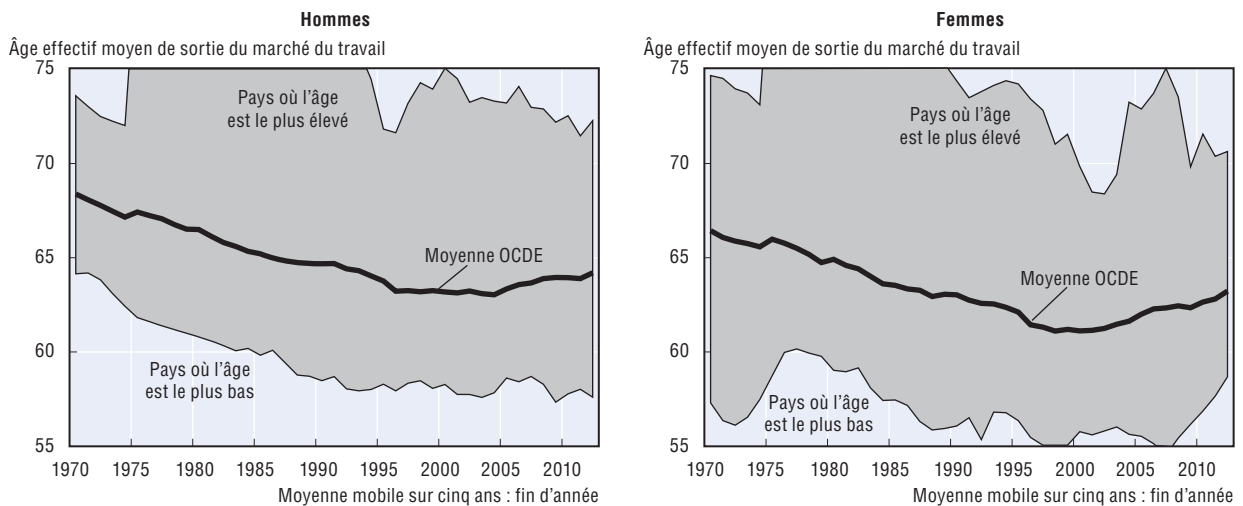 Hommes
Âge effectif moyen de sortie du marché du travail
75
70
65
60
55
Pays où l'âge
est le plus élevé
Moyenne OCDE
Pays où l'âge
est le plus bas
1970 1975 1980 1985 1990 1995 2000 2005 2010
Moyenne mobile sur cinq ans : fin d'année
Femmes
Âge effectif moyen de sortie du marché du travail
75
70
65
60
55
Pays où l'âge
est le plus élevé
Moyenne OCDE
Pays où l'âge
est le plus bas
1970 1975 1980 1985 1990 1995 2000 2005 2010
Moyenne mobile sur cinq ans : fin d'année